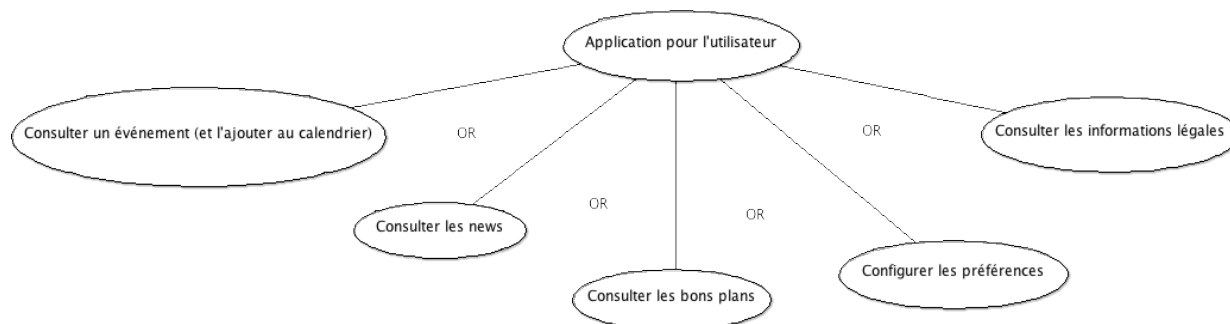 Application pour l'utilisateur
Consulter un événement (et l'ajouter au calendrier)
OR
OR
Consulter les informations légales
Consulter les news
OR
OR
Configurer les préférences
Consulter les bons plans